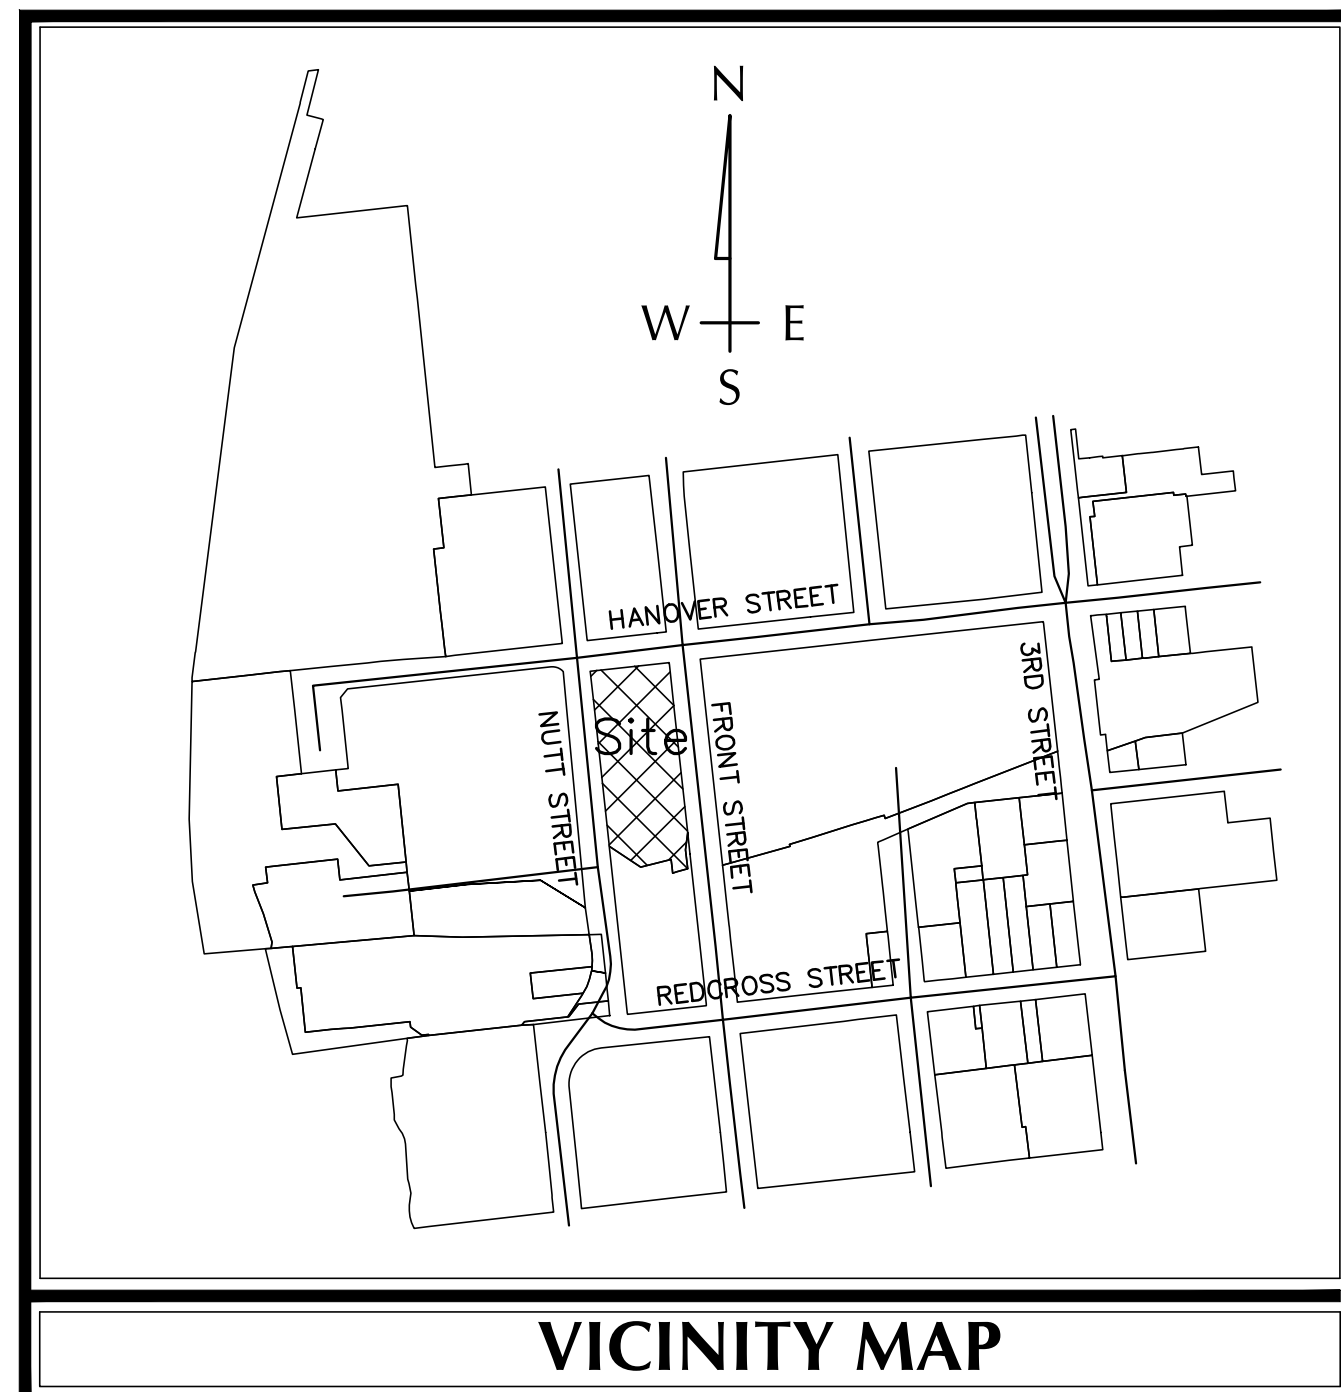 N
W E
S
HANOVER STREET
3RD STREET
NUTT STREET
Site
FRONT STREET
REDCROSS STREET
VICINITY MAP